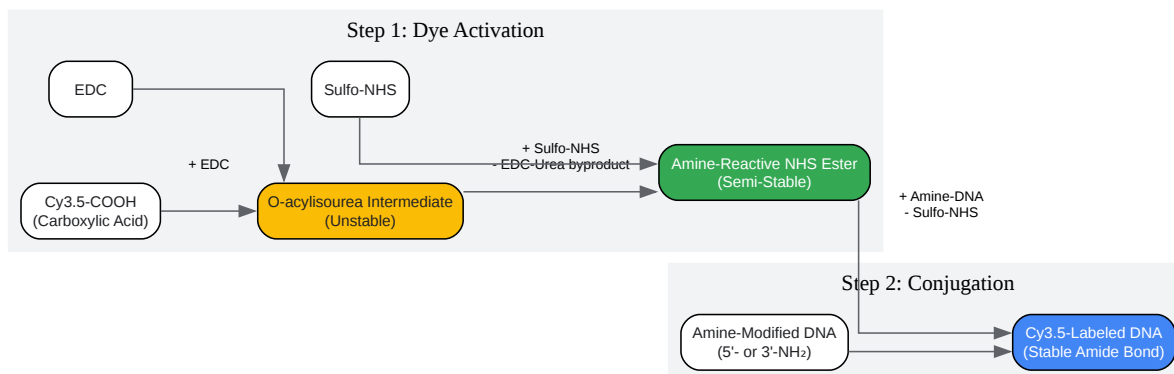 Step 1: Dye Activation
EDC
Sulfo-NHS
+ EDC
+ Sulfo-NHS
- EDC-Urea byproduct
Amine-Reactive NHS Ester
(Semi-Stable)
Cy3.5-COOH
(Carboxylic Acid)
O-acylisourea Intermediate
(Unstable)
+ Amine-DNA
- Sulfo-NHS
Step 2: Conjugation
Amine-Modified DNA
(5'- or 3'-NH₂)
Cy3.5-Labeled DNA
(Stable Amide Bond)